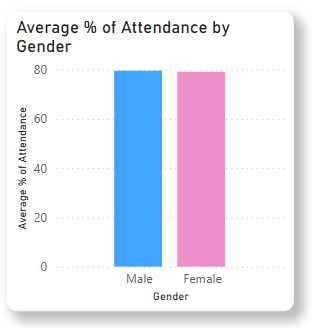 Average % of Attendance by
Gender
Average % of Attendance
80
60
40
20
0
Male Female
Gender